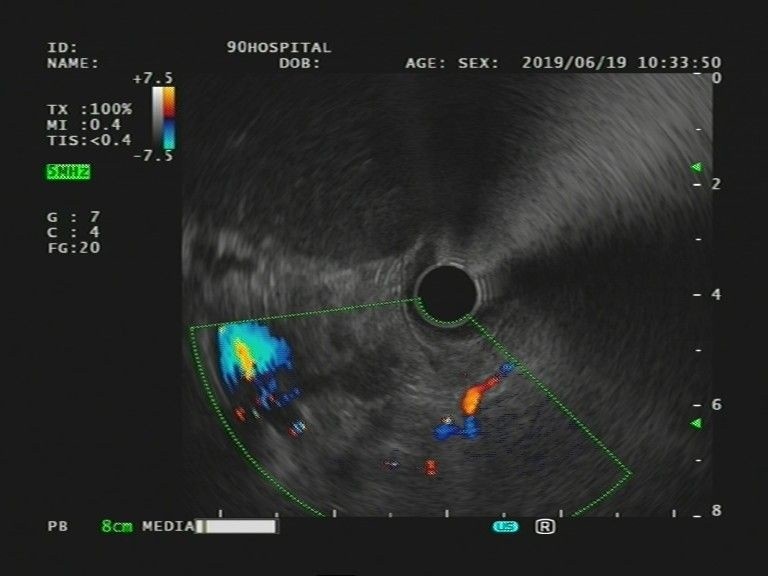 ID: 90HOSPITAL
NAME: DOB: AGE: SEX: 2019/06/19 10:33:50
+7.5
0
TX :100%
MI :0.4
TIS:<0.4
-7.5
5MHz
2
G : 7
C : 4
FG:20
4
6
8
PB 8cm MEDIA US R